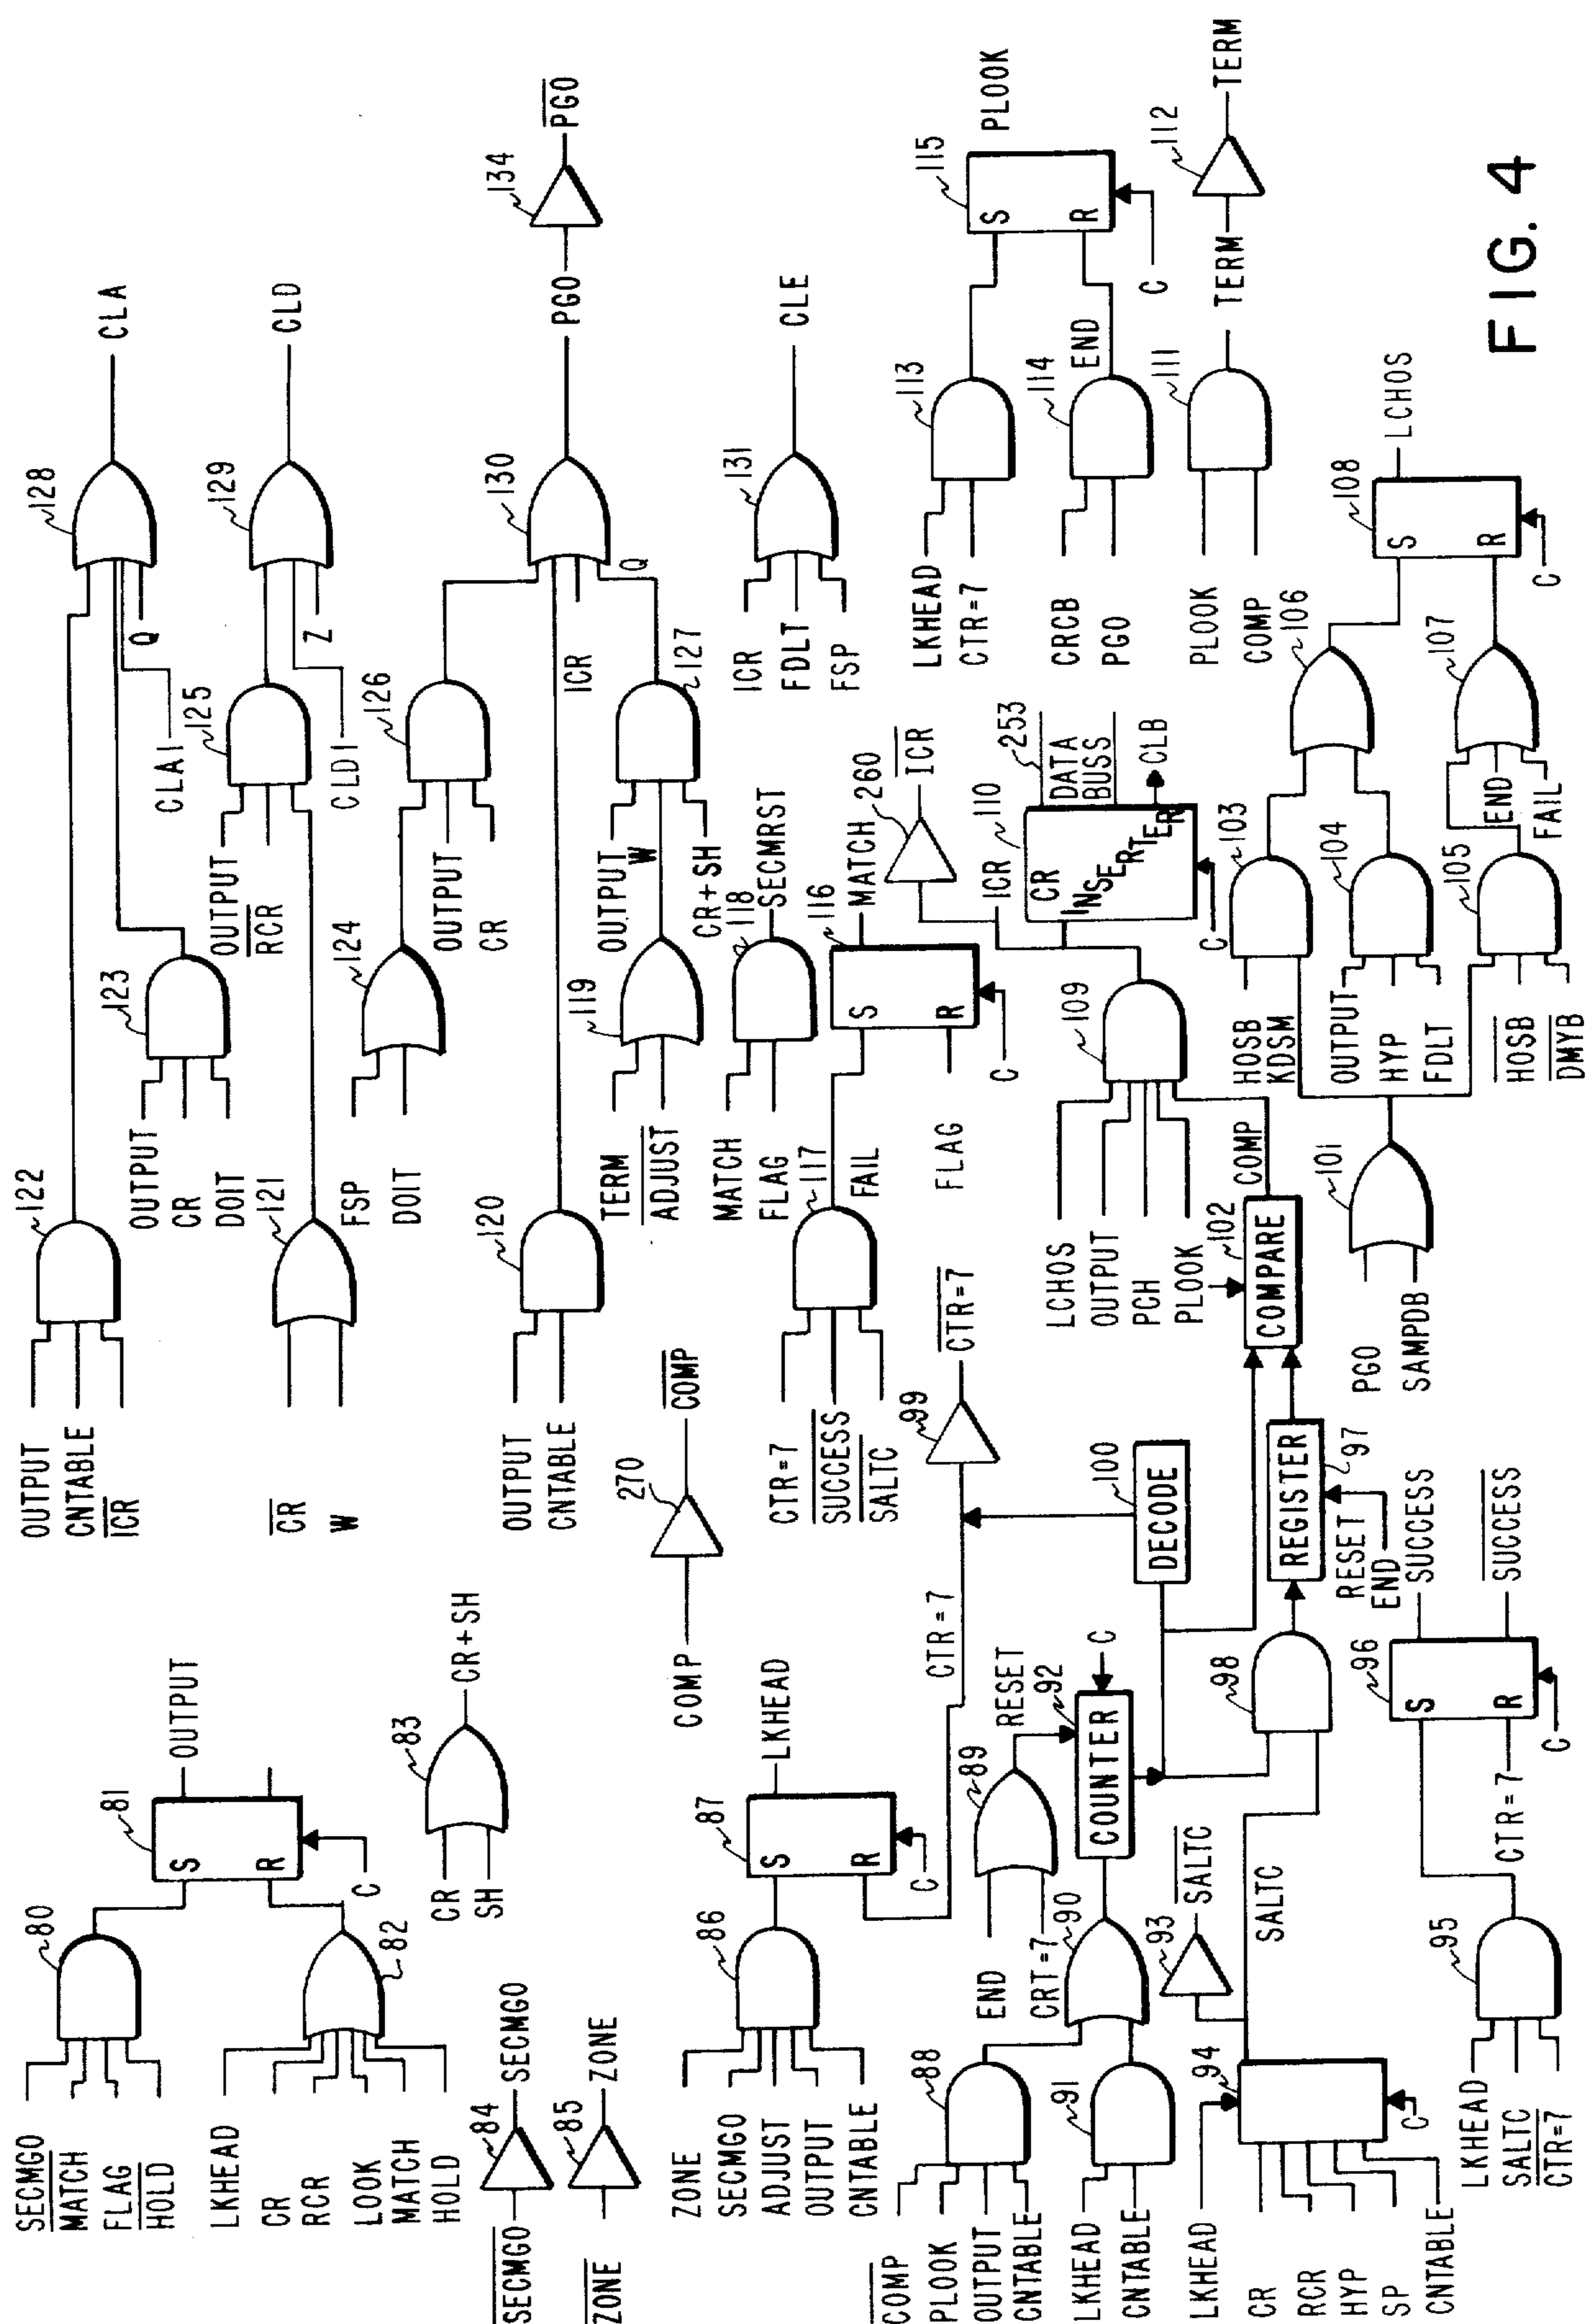 OUTPUT
CNTABLE
ICR
122
OUTPUT
CR
DOIT
123
CLAI
Q
128
CLA
CR
W
121
OUTPUT
RCR
125
CLDI
Z
129
CLD
FSP
DOIT
124
OUTPUT
CR
126
OUTPUT
CNTABLE
120
ICR
Q
130
PGO
134
PGO
TERM
ADJUST
119
OUTPUT
W
CR+SH
127
ICR
FDLT
FSP
131
CLE
SECMGO
MATCH
FLAG
HOLD
80
LKHEAD
CR
RCR
LOOK
MATCH
HOLD
82
81
S
R
C
OUTPUT
CR
SH
83
CR+SH
SECMGO
84
SECMGO
ZONE
85
ZONE
COMP
270
COMP
MATCH
FLAG
118
SECMRST
CTR=7
SUCCESS
SALTC
117
FAIL
FLAG
116
S
R
C
MATCH
ZONE
SECMGO
ADJUST
OUTPUT
CNTABLE
86
87
S
R
C
LKHEAD
CTR=7
99
CTR=7
100
DECODE
COMP
PLOOK
OUTPUT
CNTABLE
88
LKHEAD
CNTABLE
91
END
CRT=7
89
90
RESET
92
COUNTER
C
LKHEAD
CR
RCR
HYP
SP
CNTABLE
94
C
93
SALTC
SALTC
98
REGISTER
97
RESET
END
COMPARE
102
COMP
LKHEAD
SALTC
CTR=7
95
CTR=7
96
S
R
C
SUCCESS
SUCCESS
LCHOS
OUTPUT
PCH
PLOOK
109
ICR
260
ICR
110
CR
INSERTER
C
253
DATA
BUSS
CLB
PGO
SAMPDB
101
HOSB
KDSM
103
OUTPUT
HYP
FDLT
104
HOSB
DMYB
105
106
END
FAIL
107
108
S
R
C
LCHOS
LKHEAD
CTR=7
113
CRCB
PGO
114
END
115
S
R
C
PLOOK
PLOOK
COMP
111
TERM
112
TERM
FIG. 4